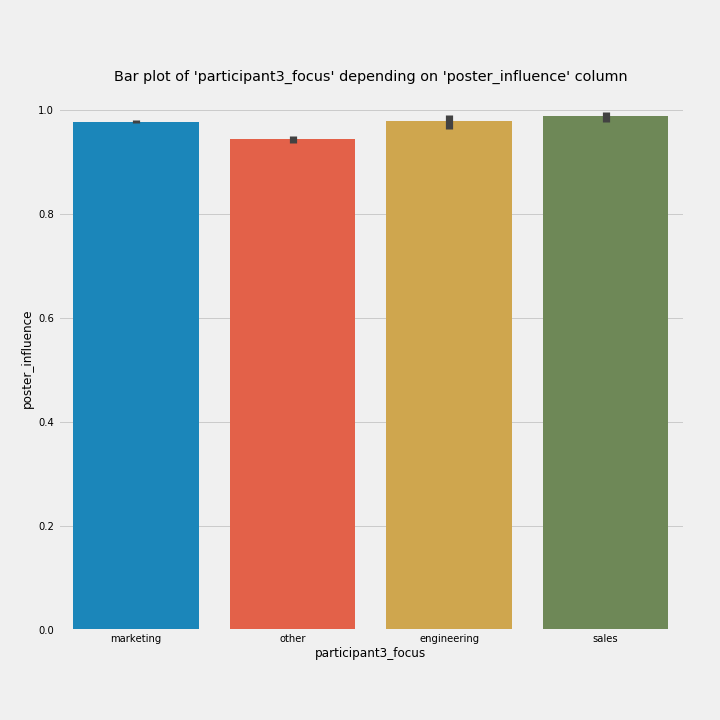 Bar plot of 'participant3_focus' depending on 'poster_influence' column
1.0
0.8
0.6
0.4
0.2
0.0
poster_influence
marketing other engineering sales
participant3_focus